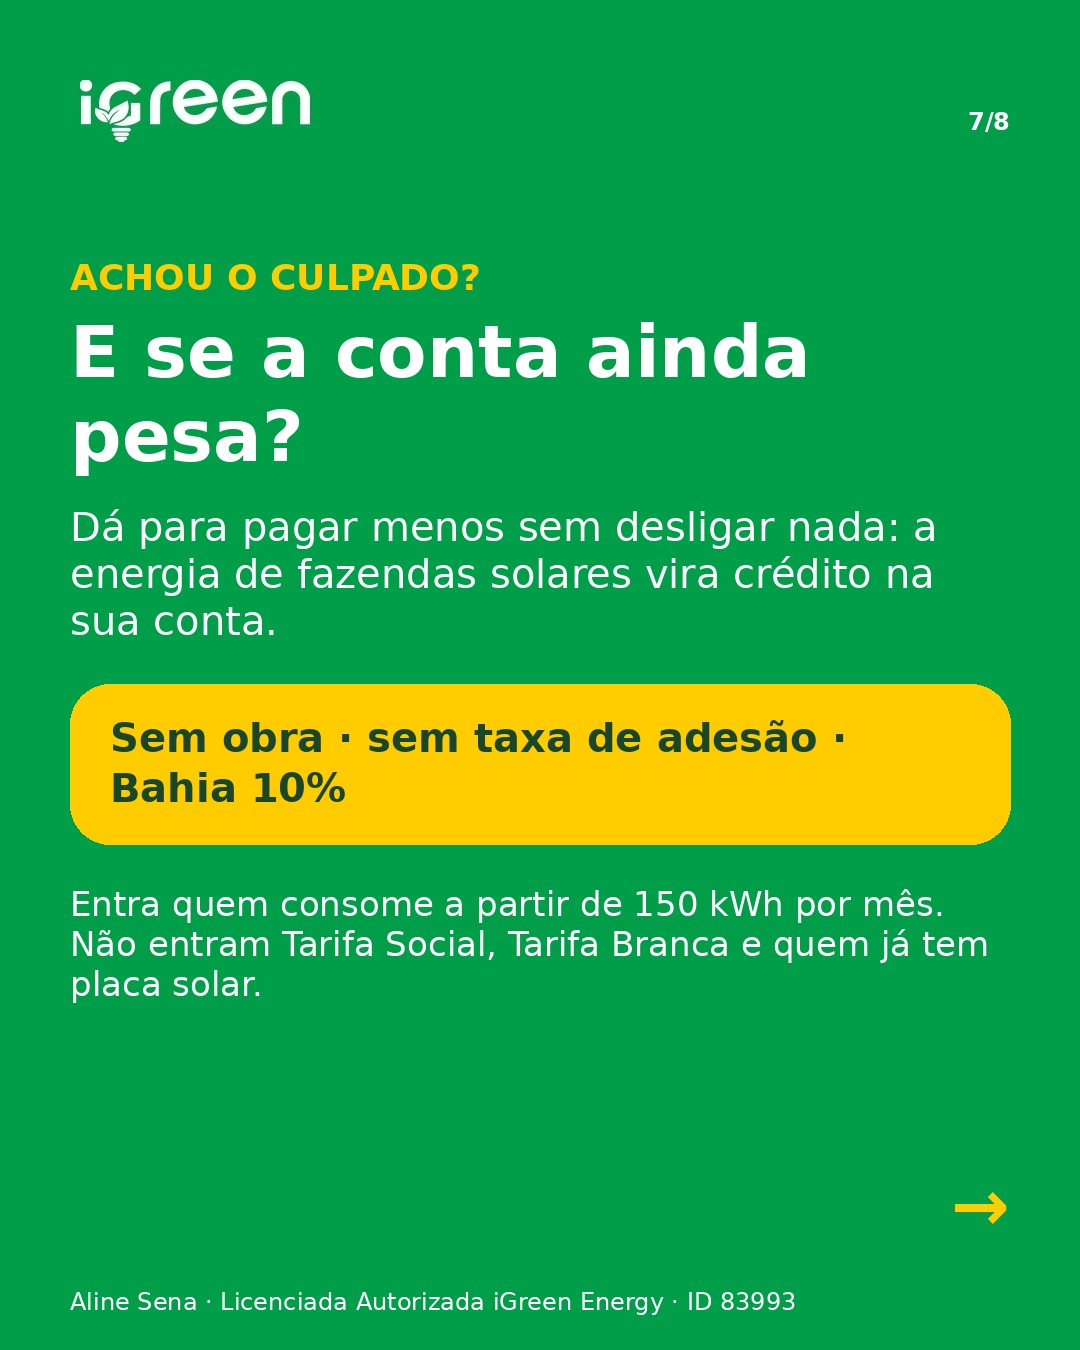 iGreen
7/8
ACHOU O CULPADO?
E se a conta ainda
pesa?
Dá para pagar menos sem desligar nada: a
energia de fazendas solares vira crédito na
sua conta.
Sem obra · sem taxa de adesão ·
Bahia 10%
Entra quem consome a partir de 150 kWh por mês.
Não entram Tarifa Social, Tarifa Branca e quem já tem
placa solar.
→
Aline Sena · Licenciada Autorizada iGreen Energy · ID 83993